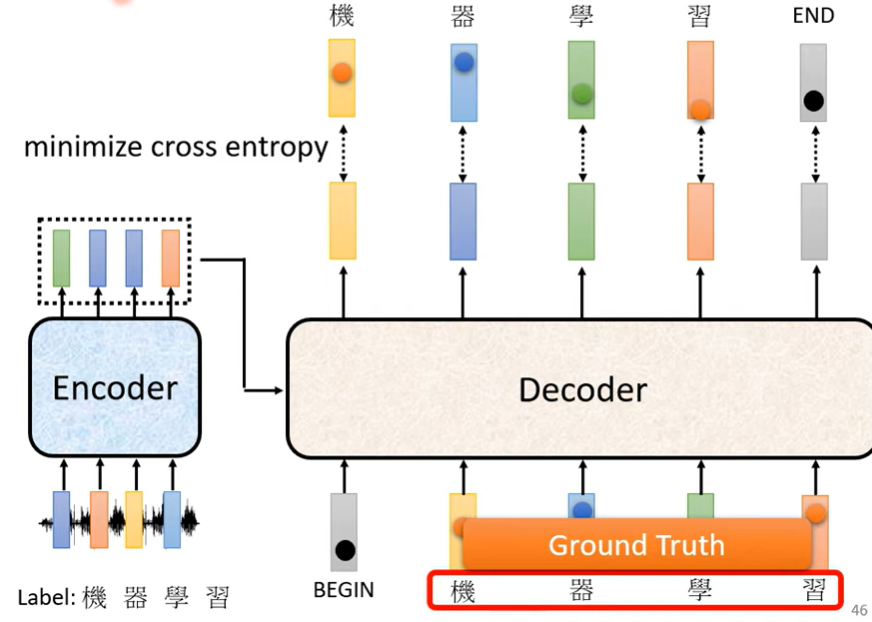 機 器 學 習 END
minimize cross entropy
Encoder
Decoder
Ground Truth
BEGIN 機 器 學 習
Label: 機 器 學 習
46